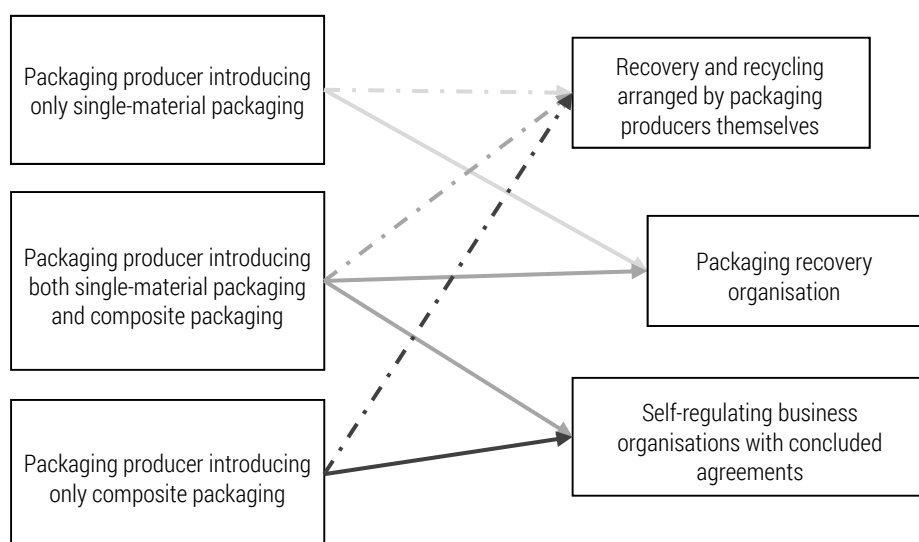 Packaging producer introducing
only single-material packaging
Recovery and recycling
arranged by packaging
producers themselves
Packaging producer introducing
both single-material packaging
and composite packaging
Packaging recovery
organisation
Packaging producer introducing
only composite packaging
Self-regulating business
organisations with concluded
agreements